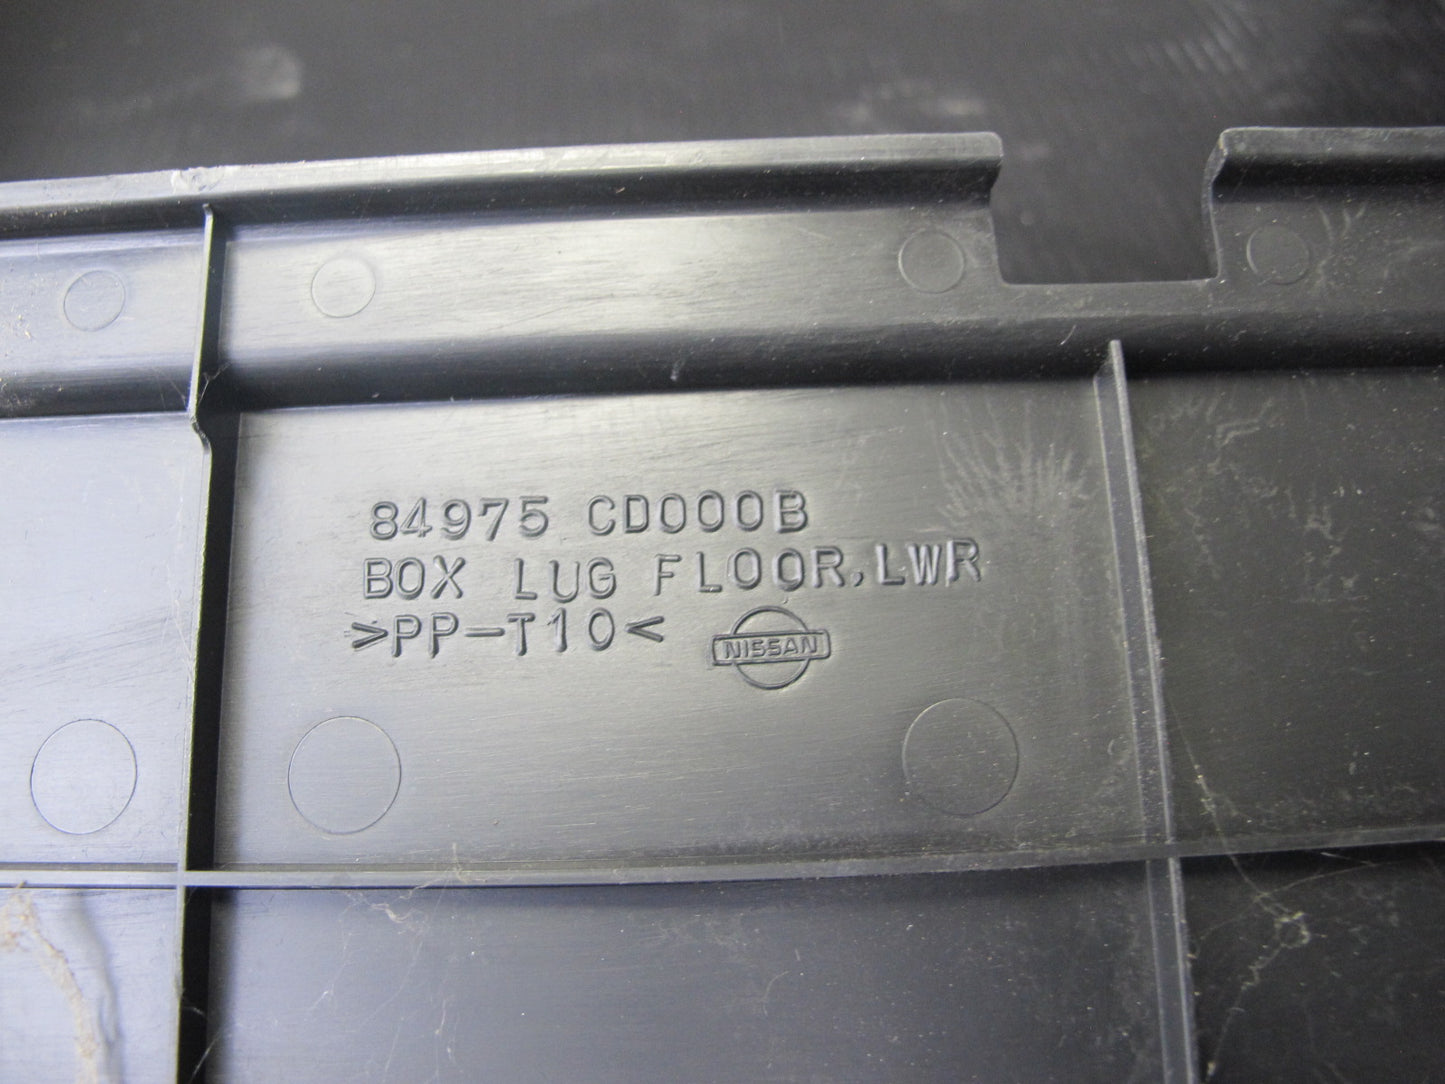 84975 CD000B
BOX LUG FLOOR,LWR
>PP-T10<
NISSAN